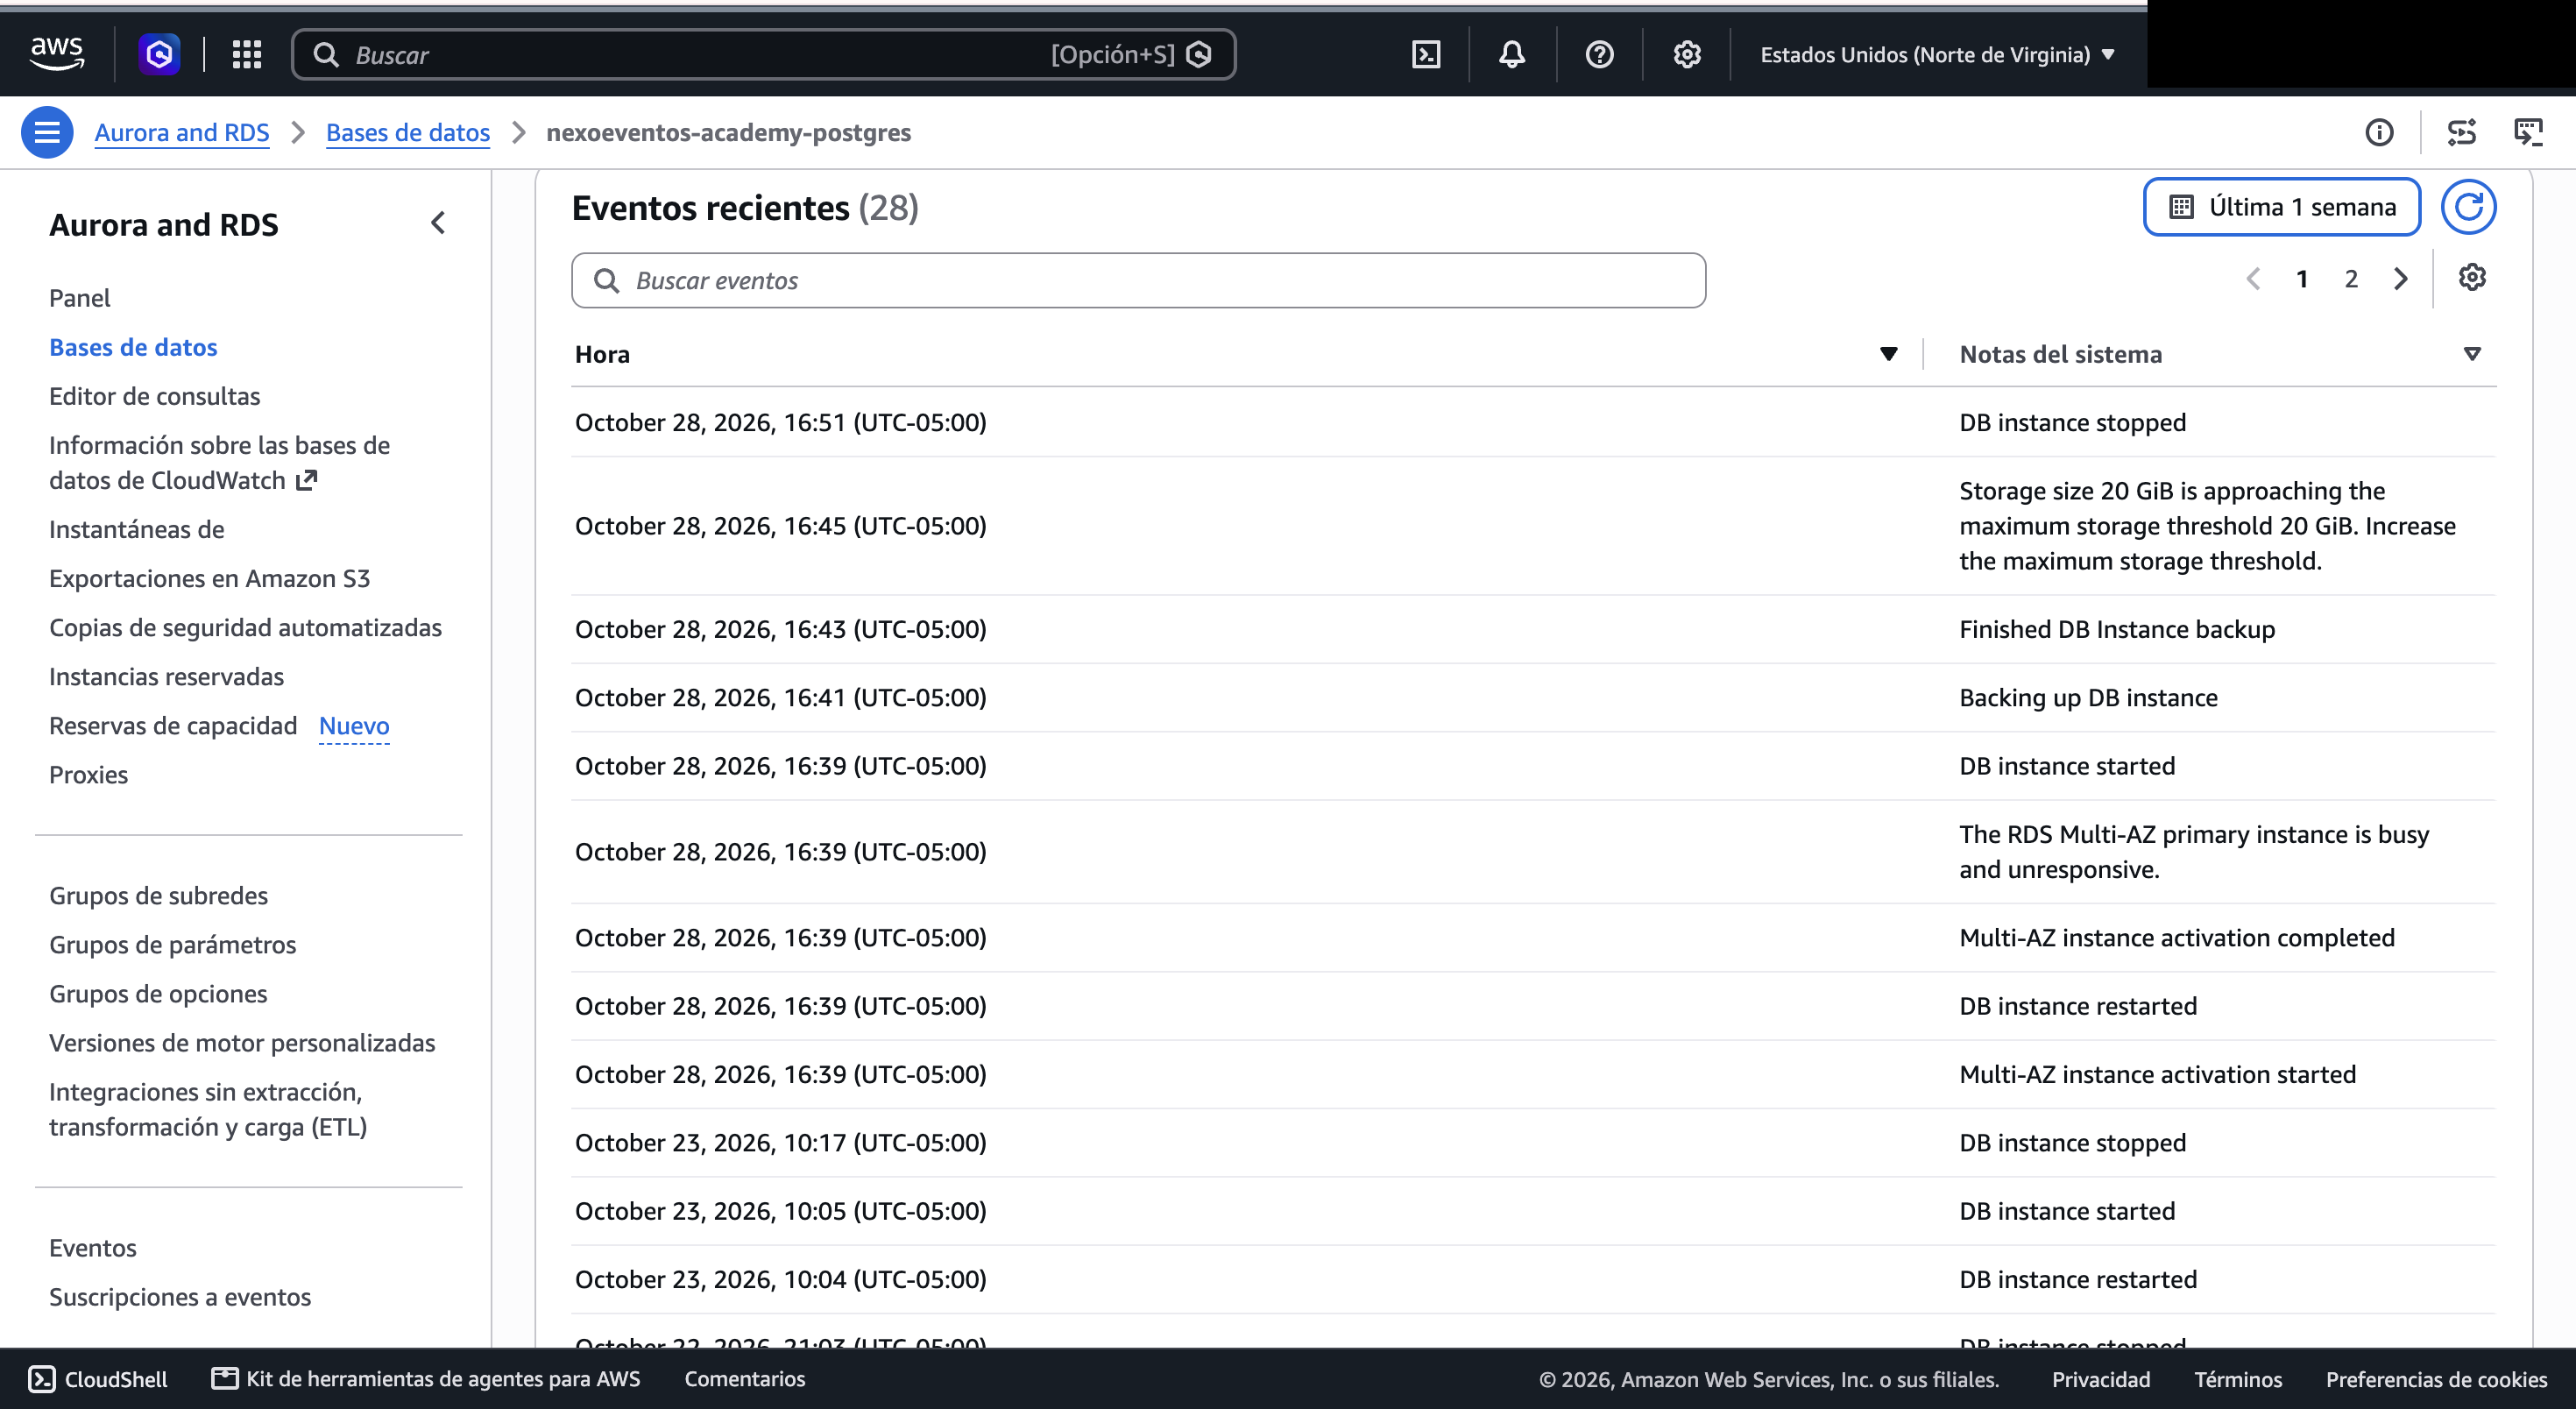 aws
Buscar
[Opción+S]
Estados Unidos (Norte de Virginia)
Aurora and RDS
Bases de datos
nexoeventos-academy-postgres
Aurora and RDS
Panel
Bases de datos
Editor de consultas
Información sobre las bases de
datos de CloudWatch
Instantáneas de
Exportaciones en Amazon S3
Copias de seguridad automatizadas
Instancias reservadas
Reservas de capacidad Nuevo
Proxies
Grupos de subredes
Grupos de parámetros
Grupos de opciones
Versiones de motor personalizadas
Integraciones sin extracción,
transformación y carga (ETL)
Eventos
Suscripciones a eventos
Eventos recientes (28)
Última 1 semana
Buscar eventos
1 2
Hora Notas del sistema
October 28, 2026, 16:51 (UTC-05:00) DB instance stopped
October 28, 2026, 16:45 (UTC-05:00) Storage size 20 GiB is approaching the
maximum storage threshold 20 GiB. Increase
the maximum storage threshold.
October 28, 2026, 16:43 (UTC-05:00) Finished DB Instance backup
October 28, 2026, 16:41 (UTC-05:00) Backing up DB instance
October 28, 2026, 16:39 (UTC-05:00) DB instance started
October 28, 2026, 16:39 (UTC-05:00) The RDS Multi-AZ primary instance is busy
and unresponsive.
October 28, 2026, 16:39 (UTC-05:00) Multi-AZ instance activation completed
October 28, 2026, 16:39 (UTC-05:00) DB instance restarted
October 28, 2026, 16:39 (UTC-05:00) Multi-AZ instance activation started
October 23, 2026, 10:17 (UTC-05:00) DB instance stopped
October 23, 2026, 10:05 (UTC-05:00) DB instance started
October 23, 2026, 10:04 (UTC-05:00) DB instance restarted
October 22, 2026, 21:03 (UTC-05:00) DB instance stopped
CloudShell
Kit de herramientas de agentes para AWS
Comentarios
© 2026, Amazon Web Services, Inc. o sus filiales.
Privacidad
Términos
Preferencias de cookies